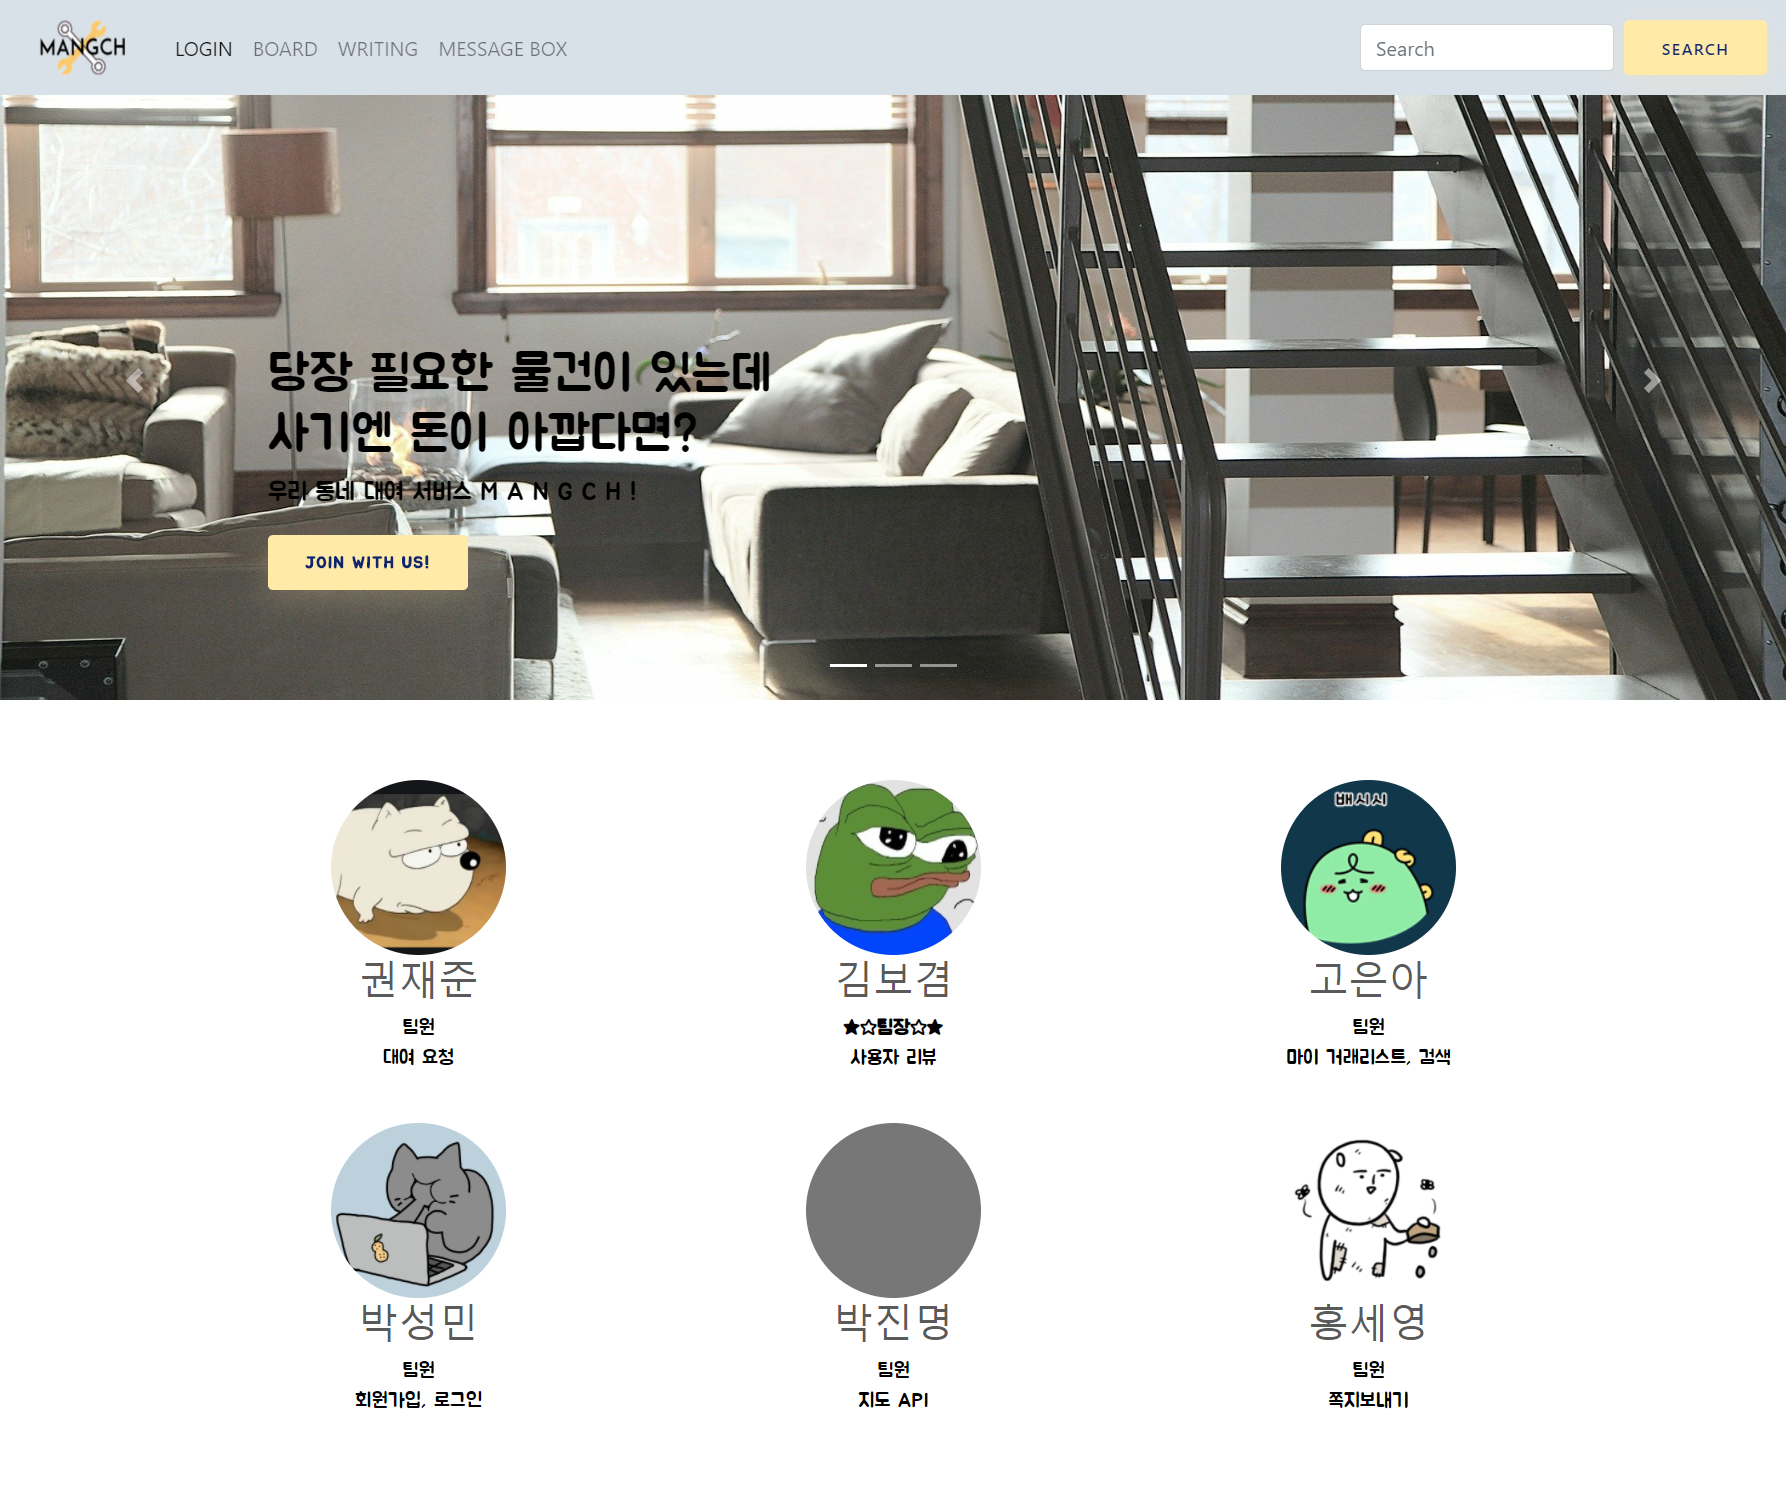 MANGCH
LOGIN BOARD WRITING MESSAGE BOX
Search
SEARCH
당장 필요한 물건이 있는데
사기엔 돈이 아깝다면?
우리 동네 대여 서비스 M A N G C H !
JOIN WITH US!
배시시
권재준
팀원
대여 요청
김보겸
★☆팀장☆★
사용자 리뷰
고은아
팀원
마이 거래리스트, 검색
박성민
팀원
회원가입, 로그인
박진명
팀원
지도 API
홍세영
팀원
쪽지보내기